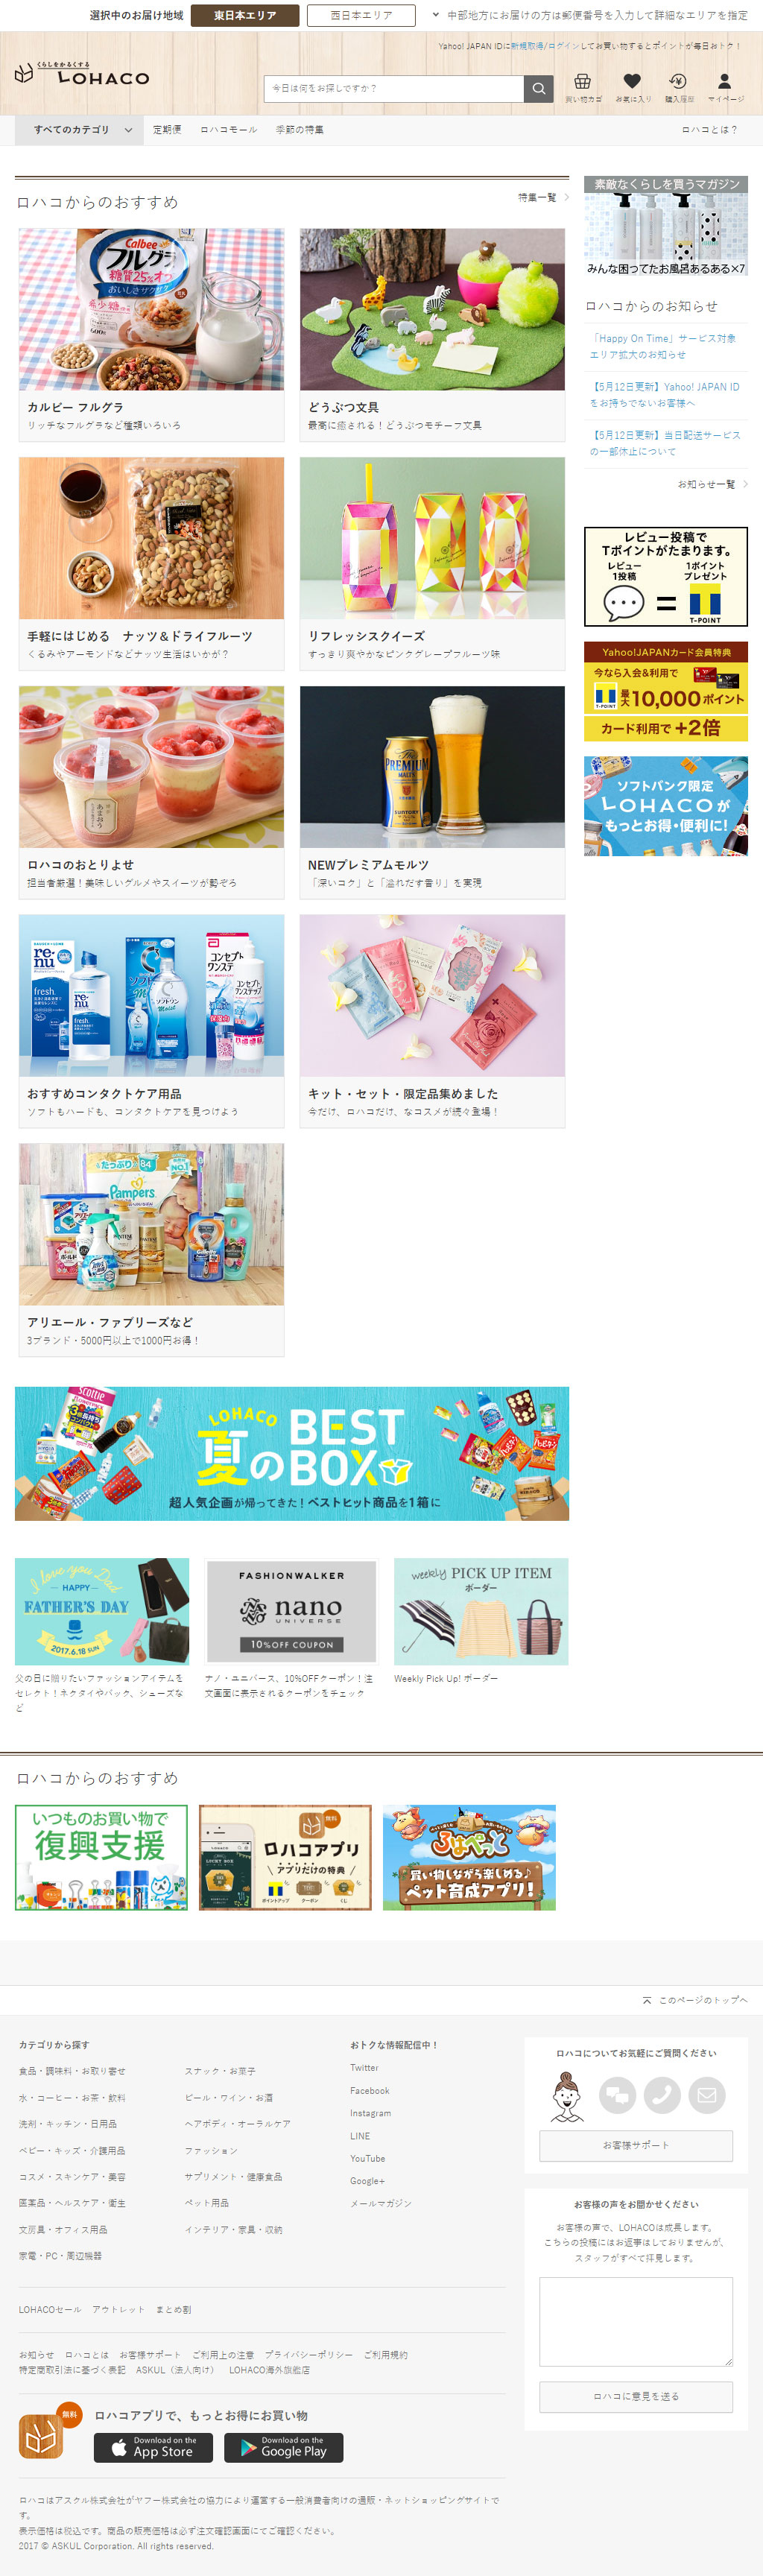 選択中のお届け地域
東日本エリア
西日本エリア
中部地方にお届けの方は郵便番号を入力して詳細なエリアを指定
Yahoo! JAPAN IDに新規取得/ログインしてお買い物するとポイントが毎日おトク！
くらしをかるくする
LOHACO
今日は何をお探しですか？
買い物カゴ
お気に入り
購入履歴
マイページ
すべてのカテゴリ
定期便
ロハコモール
季節の特集
ロハコとは？
ロハコからのおすすめ
特集一覧
Calbee
フルグラ
糖質25%オフ
カルビー フルグラ
リッチなフルグラなど種類いろいろ
どうぶつ文具
最高に癒される！どうぶつモチーフ文具
手軽にはじめる　ナッツ＆ドライフルーツ
くるみやアーモンドなどナッツ生活はいかが？
リフレッシスクイーズ
すっきり爽やかなピンクグレープフルーツ味
あまおう
ロハコのおとりよせ
担当者厳選！美味しいグルメやスイーツが勢ぞろ
PREMIUM
MALT'S
NEWプレミアムモルツ
「深いコク」と「溢れだす香り」を実現
re-nu
fresh
コンセプト
ワンステップ
おすすめコンタクトケア用品
ソフトもハードも、コンタクトケアを見つけよう
キット・セット・限定品集めました
今だけ、ロハコだけ、なコスメが続々登場！
たっぷり84
Pampers
アリエール・ファブリーズなど
3ブランド・5000円以上で1000円お得！
素敵なくらしを買うマガジン
みんな困ってたお風呂あるある×7
ロハコからのお知らせ
「Happy On Time」サービス対象
エリア拡大のお知らせ
【5月12日更新】Yahoo! JAPAN ID
をお持ちでないお客様へ
【5月12日更新】当日配送サービス
の一部休止について
お知らせ一覧
レビュー投稿で
Tポイントがたまります。
レビュー
1投稿
1ポイント
プレゼント
T-POINT
Yahoo!JAPANカード会員特典
今なら入会&利用で
T-POINT
最大10,000ポイント
カード利用で+2倍
ソフトバンク限定
LOHACOが
もっとお得・便利に!
LOHACO
夏のBEST BOX
超人気企画が帰ってきた！ベストヒット商品を1箱に
I love you Dad
HAPPY
FATHER'S DAY
2017.6.18 SUN
父の日に贈りたいファッションアイテムを
セレクト！ネクタイやバック、シューズな
ど
FASHIONWALKER
nano
UNIVERSE
10%OFF COUPON
ナノ・ユニバース、10%OFFクーポン！注
文画面に表示されるクーポンをチェック
weekly PICK UP ITEM
ボーダー
Weekly Pick Up! ボーダー
ロハコからのおすすめ
いつものお買い物で
復興支援
無料
ロハコアプリ
アプリだけの特典
ポイントアップ
クーポン
くじ
ろはぺっと
買い物しながら楽しめる♪
ペット育成アプリ!
このページのトップへ
カテゴリから探す
食品・調味料・お取り寄せ
スナック・お菓子
水・コーヒー・お茶・飲料
ビール・ワイン・お酒
洗剤・キッチン・日用品
ヘアボディ・オーラルケア
ベビー・キッズ・介護用品
ファッション
コスメ・スキンケア・美容
サプリメント・健康食品
医薬品・ヘルスケア・衛生
ペット用品
文房具・オフィス用品
インテリア・家具・収納
家電・PC・周辺機器
おトクな情報配信中！
Twitter
Facebook
Instagram
LINE
YouTube
Google+
メールマガジン
ロハコについてお気軽にご質問ください
お客様サポート
お客様の声をお聞かせください
お客様の声で、LOHACOは成長します。
こちらの投稿にはお返事はしておりませんが、
スタッフがすべて拝見します。
ロハコに意見を送る
LOHACOセール
アウトレット
まとめ割
お知らせ
ロハコとは
お客様サポート
ご利用上の注意
プライバシーポリシー
ご利用規約
特定商取引法に基づく表記
ASKUL（法人向け）
LOHACO海外旗艦店
無料
ロハコアプリで、もっとお得にお買い物
Download on the
App Store
Download on the
Google Play
ロハコはアスクル株式会社がヤフー株式会社の協力により運営する一般消費者向けの通販・ネットショッピングサイトで
す。
表示価格は税込です。商品の販売価格は必ず注文確認画面にてご確認ください。
2017 © ASKUL Corporation. All rights reserved.